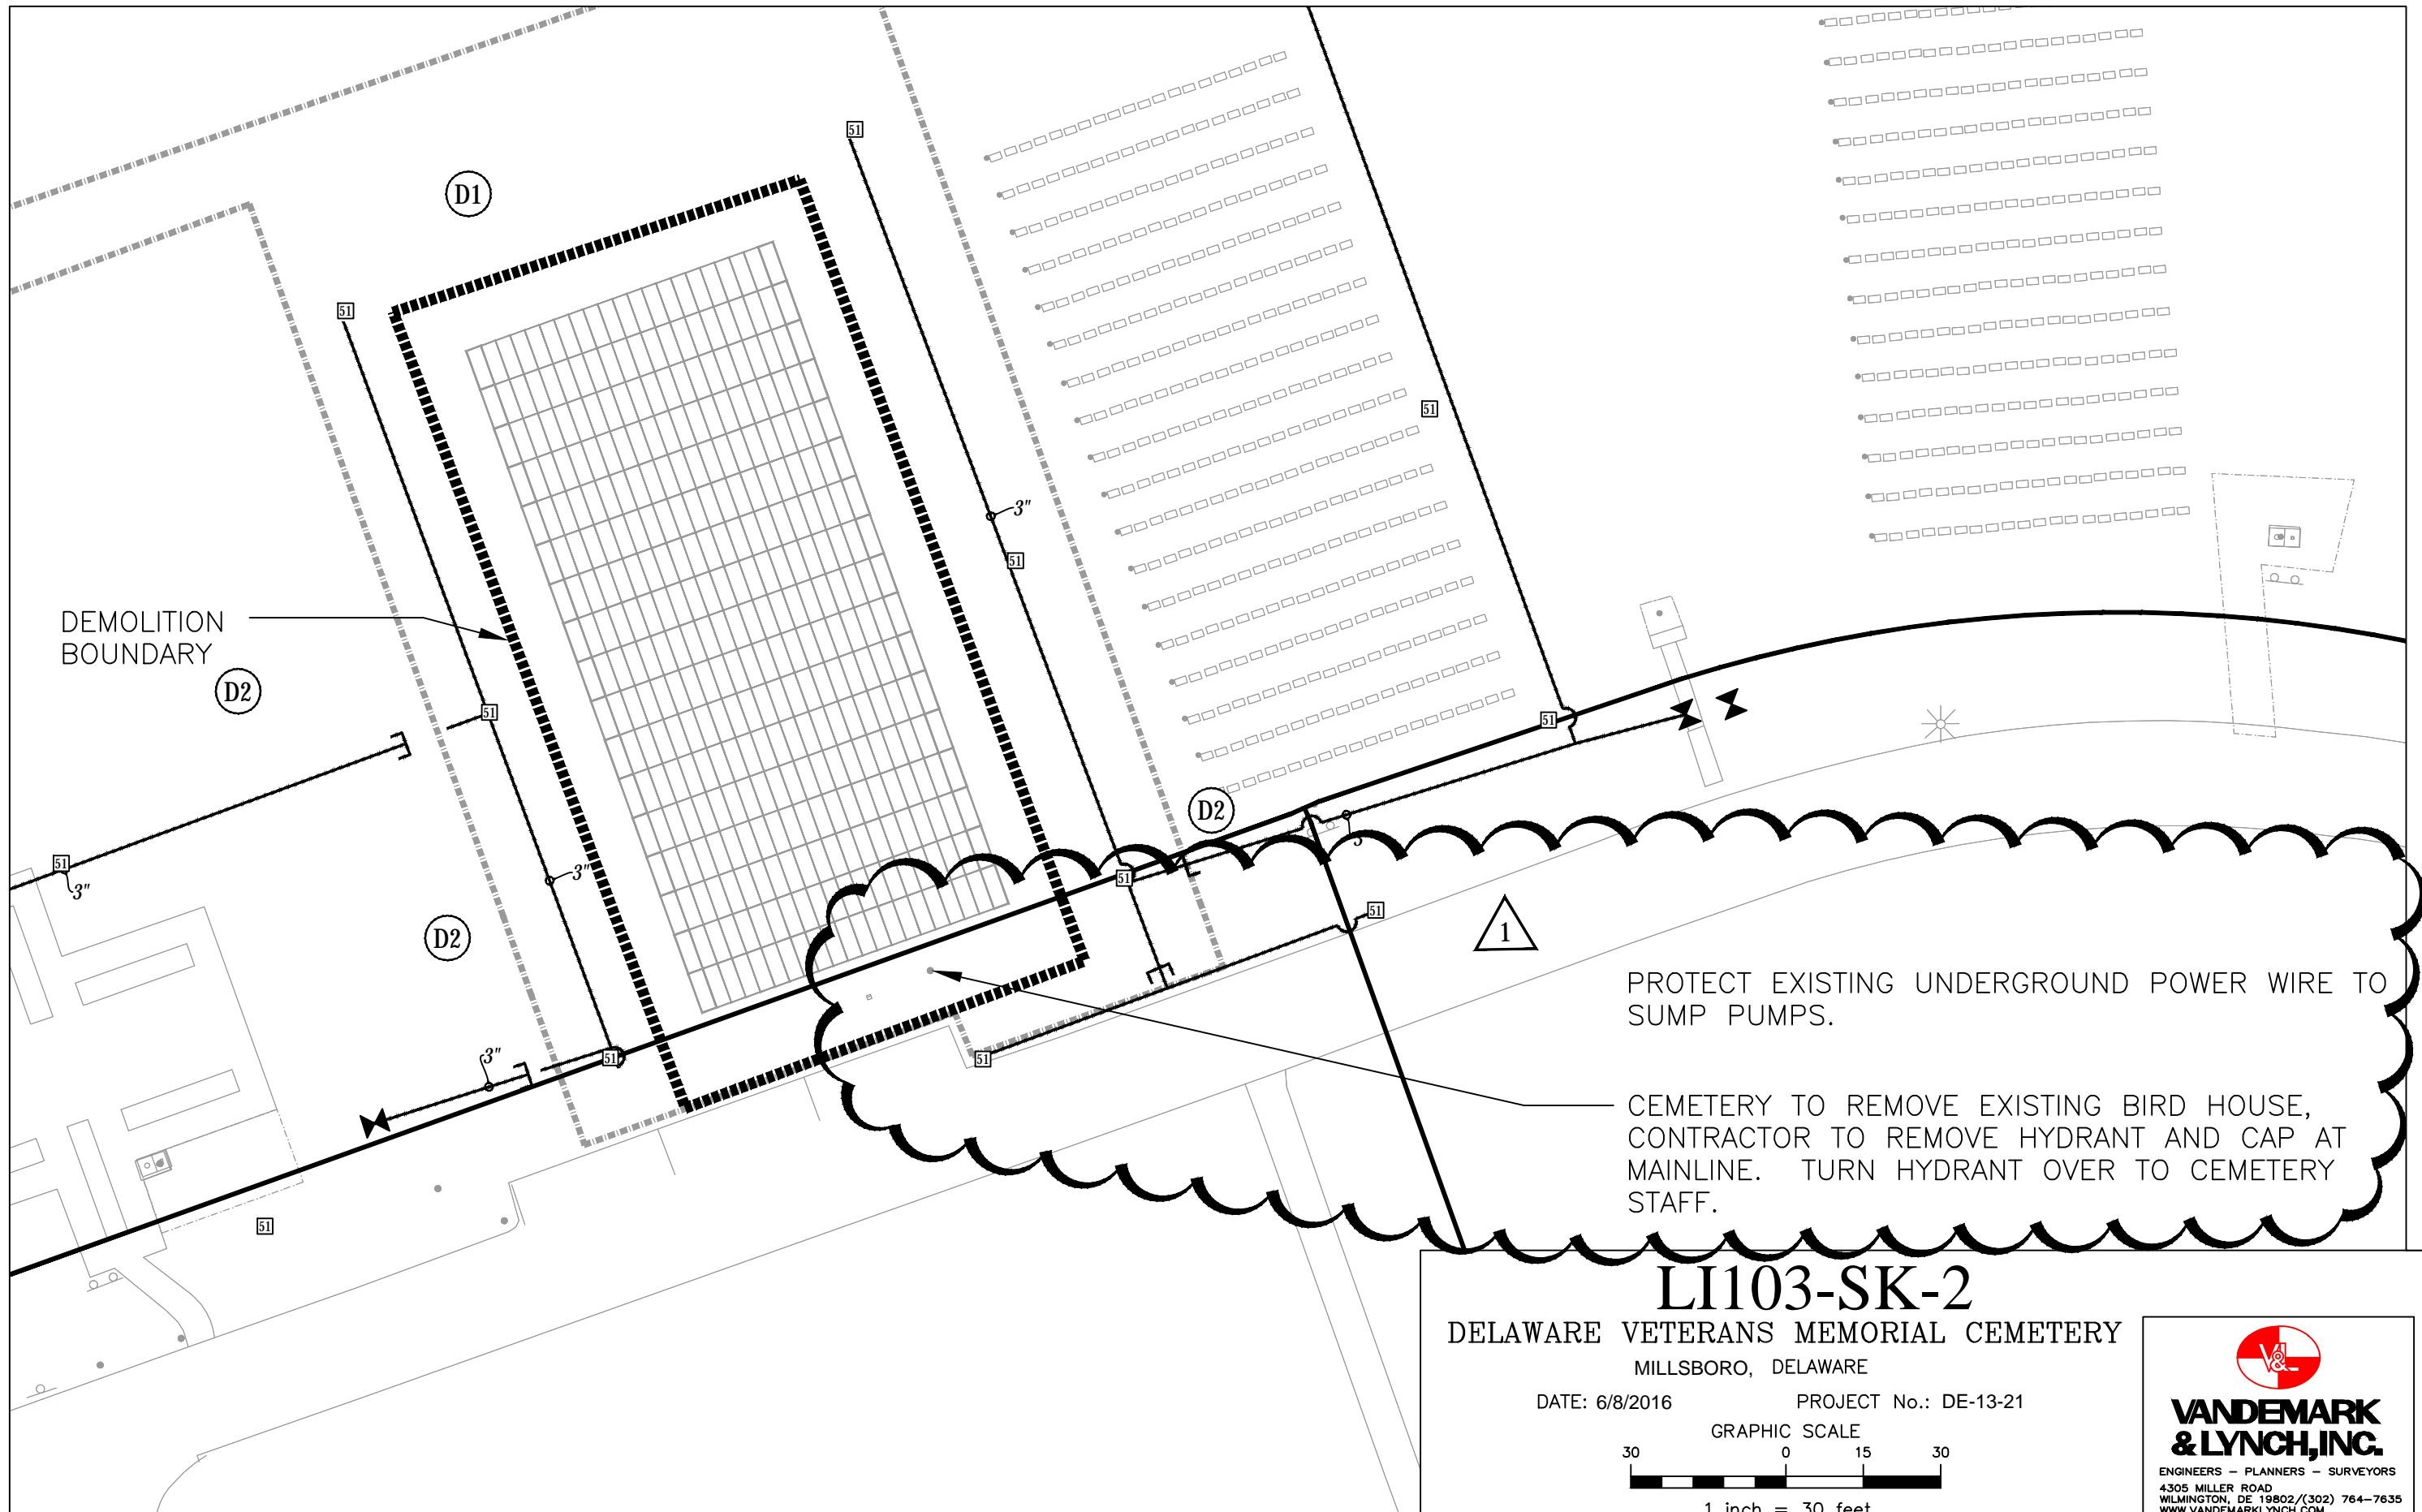 D1
51
51
51
3"
51
DEMOLITION
BOUNDARY
D2
51
51
D2
3"
51
3"
51
3"
D2
51
1
PROTECT EXISTING UNDERGROUND POWER WIRE TO
SUMP PUMPS.
3"
51
51
CEMETERY TO REMOVE EXISTING BIRD HOUSE,
CONTRACTOR TO REMOVE HYDRANT AND CAP AT
MAINLINE. TURN HYDRANT OVER TO CEMETERY
STAFF.
51
LI103-SK-2
DELAWARE VETERANS MEMORIAL CEMETERY
MILLSBORO, DELAWARE
DATE: 6/8/2016 PROJECT No.: DE-13-21
GRAPHIC SCALE
30 0 15 30
1 inch = 30 feet
V&L
VANDEMARK
& LYNCH, INC.
ENGINEERS – PLANNERS – SURVEYORS
4305 MILLER ROAD
WILMINGTON, DE 19802/(302) 764-7635
WWW.VANDEMARKLYNCH.COM